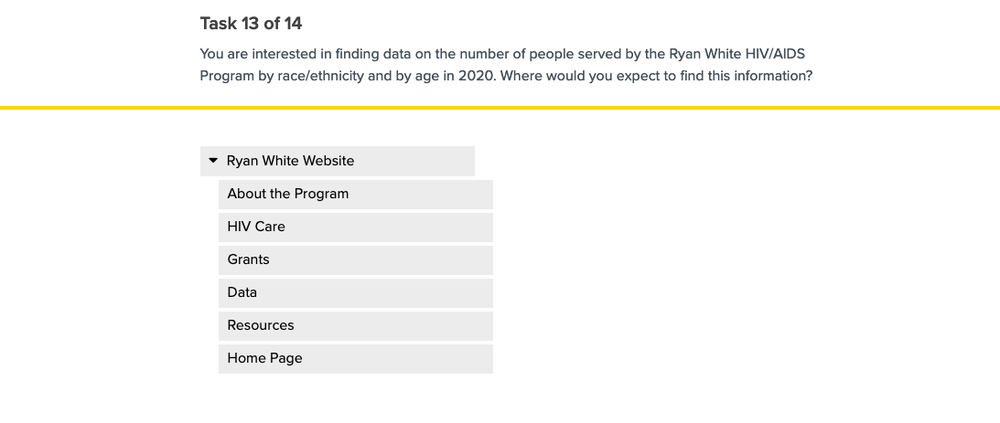 Task 13 of 14
You are interested in finding data on the number of people served by the Ryan White HIV/AIDS
Program by race/ethnicity and by age in 2020. Where would you expect to find this information?
Ryan White Website
About the Program
HIV Care
Grants
Data
Resources
Home Page